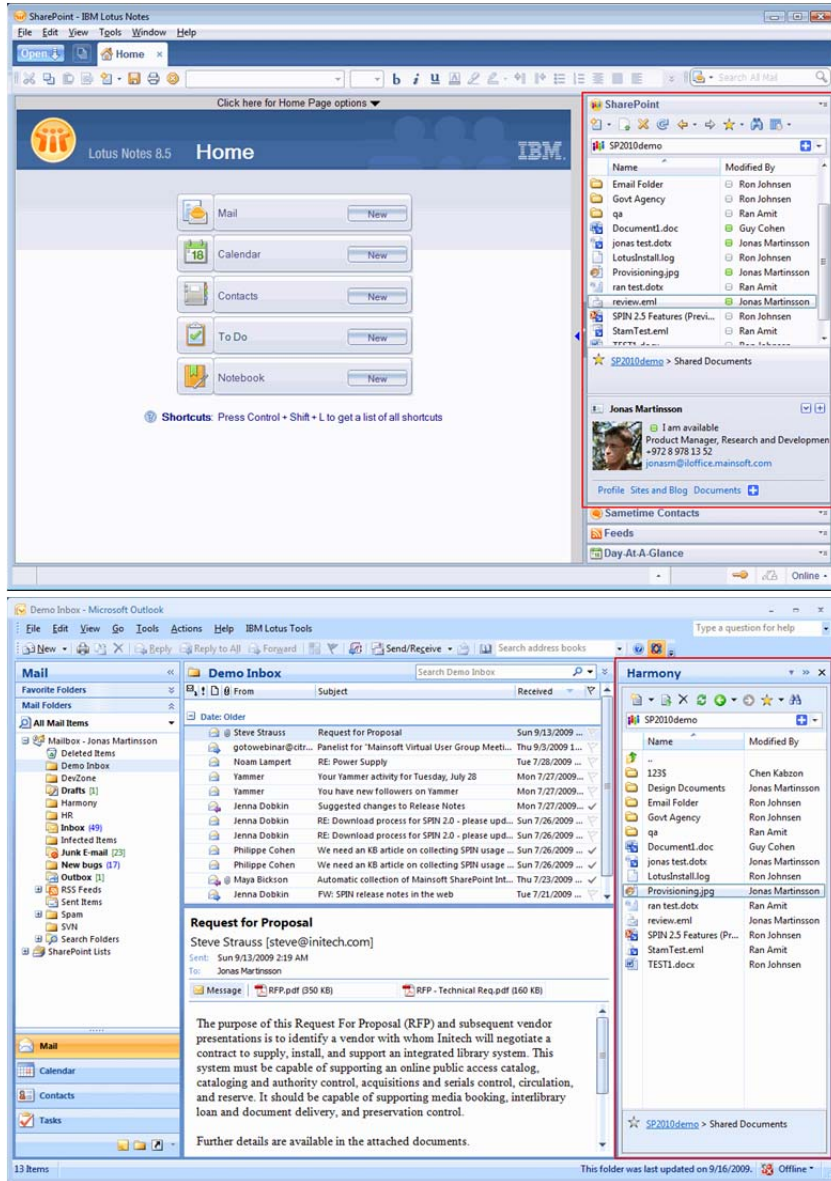 SharePoint - IBM Lotus Notes
File Edit View Tools Window Help
Open
Home ×
b i u
Search All Mail
Click here for Home Page options
Lotus Notes 8.5 Home IBM.
Mail New
18 Calendar New
Contacts New
To Do New
Notebook New
Shortcuts: Press Control + Shift + L to get a list of all shortcuts
SharePoint
SP2010demo
Name Modified By
Email Folder Ron Johnsen
Govt Agency Ron Johnsen
qa Ran Amit
Document1.doc Guy Cohen
jonas test.dotx Jonas Martinsson
LotusInstall.log Ron Johnsen
Provisioning.jpg Jonas Martinsson
ran test.dotx Ran Amit
review.eml Jonas Martinsson
SPIN 2.5 Features (Previ... Ron Johnsen
StamTest.eml Ran Amit
SP2010demo > Shared Documents
Jonas Martinsson
I am available
Product Manager, Research and Developmen
+972 8 978 13 52
jonasm@iloffice.mainsoft.com
Profile Sites and Blog Documents
Sametime Contacts
Feeds
Day-At-A-Glance
Online
Demo Inbox - Microsoft Outlook
File Edit View Go Tools Actions Help IBM Lotus Tools
Type a question for help
New Reply Reply to All Forward Send/Receive Search address books
Mail
Favorite Folders
Mail Folders
All Mail Items
Mailbox - Jonas Martinsson
Deleted Items
Demo Inbox
DevZone
Drafts [1]
Harmony
HR
Inbox (49)
Infected Items
Junk E-mail [23]
New bugs (17)
Outbox [1]
RSS Feeds
Sent Items
Spam
SVN
Search Folders
SharePoint Lists
Mail
Calendar
Contacts
Tasks
Demo Inbox Search Demo Inbox
From Subject Received
Date: Older
Steve Strauss Request for Proposal Sun 9/13/2009 ...
gotowebinar@citr... Panelist for "Mainsoft Virtual User Group Meeti... Thu 9/3/2009 1...
Noam Lampert RE: Power Supply Tue 7/28/2009 ...
Yammer Your Yammer activity for Tuesday, July 28 Mon 7/27/2009...
Yammer You have new followers on Yammer Mon 7/27/2009...
Jenna Dobkin Suggested changes to Release Notes Mon 7/27/2009...
Jenna Dobkin RE: Download process for SPIN 2.0 - please upd... Sun 7/26/2009 ...
Jenna Dobkin RE: Download process for SPIN 2.0 - please upd... Sun 7/26/2009 ...
Philippe Cohen We need an KB article on collecting SPIN usage ... Sun 7/26/2009 ...
Philippe Cohen We need an KB article on collecting SPIN usage ... Sun 7/26/2009 ...
Maya Bickson Automatic collection of Mainsoft SharePoint Int... Thu 7/23/2009 ...
Jenna Dobkin FW: SPIN release notes in the web Tue 7/21/2009 ...
Request for Proposal
Steve Strauss [steve@initech.com]
Sent: Sun 9/13/2009 2:19 AM
To: Jonas Martinsson
Message RFP.pdf (350 KB) RFP - Technical Req.pdf (160 KB)
The purpose of this Request For Proposal (RFP) and subsequent vendor
presentations is to identify a vendor with whom Initech will negotiate a
contract to supply, install, and support an integrated library system. This
system must be capable of supporting an online public access catalog,
cataloging and authority control, acquisitions and serials control, circulation,
and reserve. It should be capable of supporting media booking, interlibrary
loan and document delivery, and preservation control.
Further details are available in the attached documents.
Harmony
SP2010demo
Name Modified By
..
123$ Chen Kabzon
Design Dcouments Jonas Martinsson
Email Folder Ron Johnsen
Govt Agency Ron Johnsen
qa Ran Amit
Document1.doc Guy Cohen
jonas test.dotx Jonas Martinsson
LotusInstall.log Ron Johnsen
Provisioning.jpg Jonas Martinsson
ran test.dotx Ran Amit
review.eml Jonas Martinsson
SPIN 2.5 Features (Pr... Ron Johnsen
StamTest.eml Ran Amit
TEST1.docx Ron Johnsen
SP2010demo > Shared Documents
13 Items
This folder was last updated on 9/16/2009. Offline